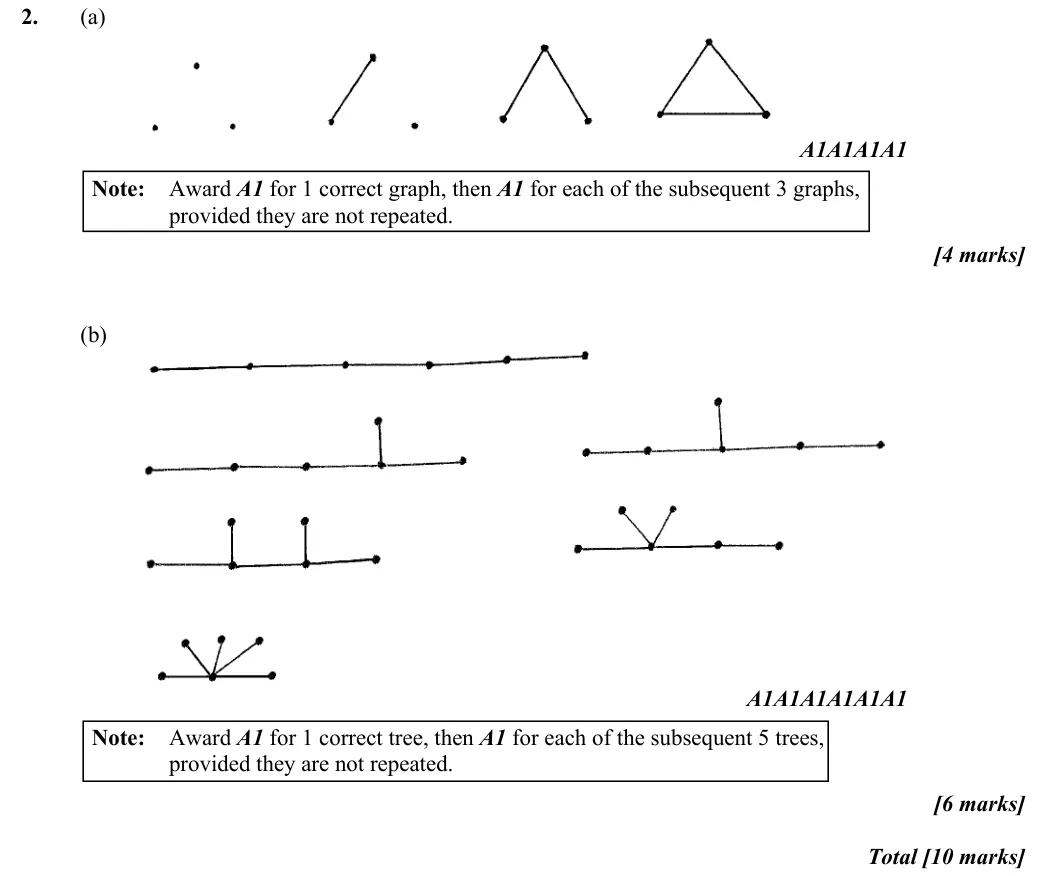 2. (a)
A1A1A1A1
Note: Award A1 for 1 correct graph, then A1 for each of the subsequent 3 graphs,
provided they are not repeated.
[4 marks]
(b)
A1A1A1A1A1A1
Note: Award A1 for 1 correct tree, then A1 for each of the subsequent 5 trees,
provided they are not repeated.
[6 marks]
Total [10 marks]